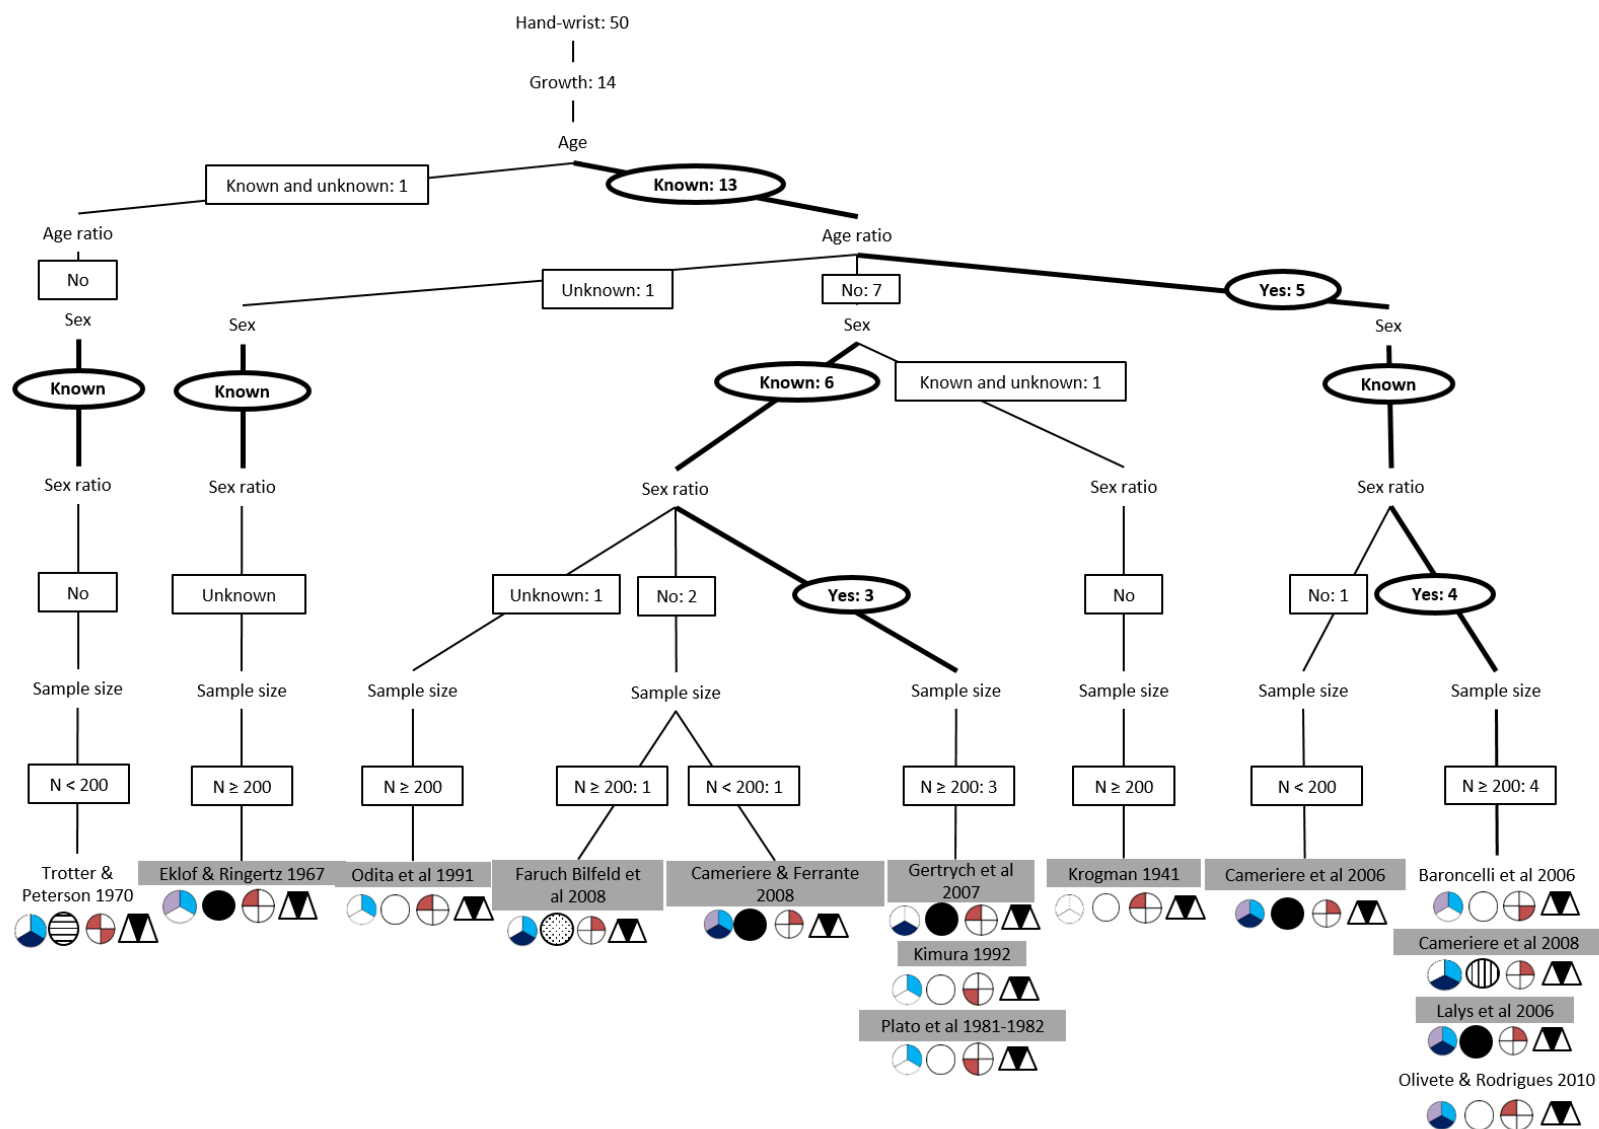 Hand-wrist: 50
Growth: 14
Age
Known and unknown: 1
Known: 13
Age ratio
Age ratio
No
Unknown: 1
No: 7
Yes: 5
Sex
Sex
Sex
Sex
Known
Known
Known: 6
Known and unknown: 1
Known
Sex ratio
Sex ratio
Sex ratio
Sex ratio
Sex ratio
No
Unknown
Unknown: 1
No: 2
Yes: 3
No
No: 1
Yes: 4
Sample size
Sample size
Sample size
Sample size
Sample size
Sample size
Sample size
Sample size
N < 200
N ≥ 200
N ≥ 200
N ≥ 200: 1
N < 200: 1
N ≥ 200: 3
N ≥ 200
N < 200
N ≥ 200: 4
Trotter &
Peterson 1970
Eklof & Ringertz 1967
Odita et al 1991
Faruch Bilfeld et
al 2008
Cameriere & Ferrante
2008
Gertrych et al
2007
Kimura 1992
Plato et al 1981-1982
Krogman 1941
Cameriere et al 2006
Baroncelli et al 2006
Cameriere et al 2008
Lalys et al 2006
Olivete & Rodrigues 2010